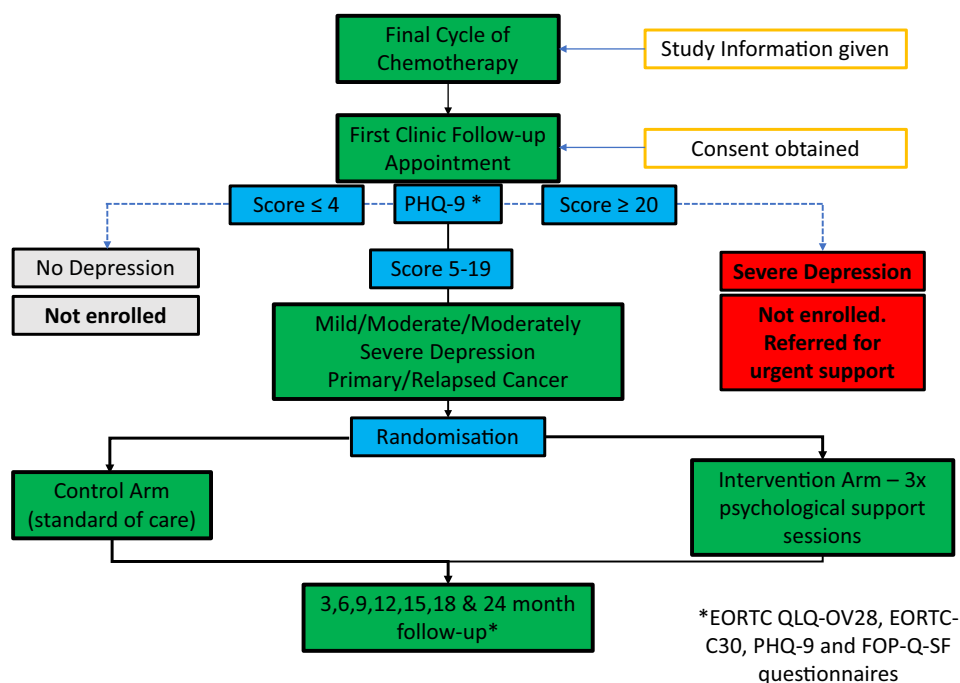 Final Cycle of
Chemotherapy
Study Information given
First Clinic Follow-up
Appointment
Consent obtained
Score ≤ 4
PHQ-9 *
Score ≥ 20
No Depression
Not enrolled
Score 5-19
Severe Depression
Not enrolled.
Referred for
urgent support
Mild/Moderate/Moderately
Severe Depression
Primary/Relapsed Cancer
Randomisation
Control Arm
(standard of care)
Intervention Arm – 3x
psychological support
sessions
3,6,9,12,15,18 & 24 month
follow-up*
*EORTC QLQ-OV28, EORTC-
C30, PHQ-9 and FOP-Q-SF
questionnaires